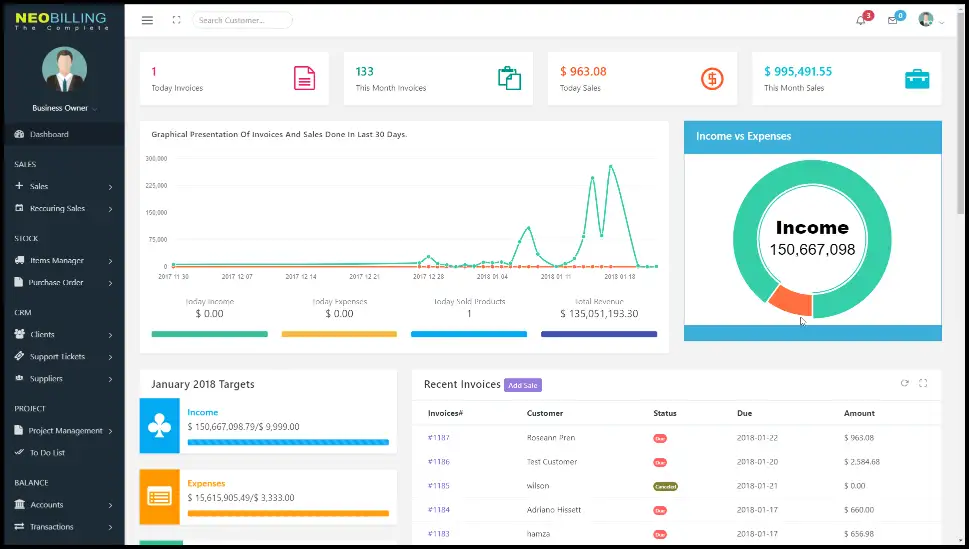 NEOBILLING
The Complete
Search Customer...
3
0
Business Owner
Dashboard
SALES
Sales
Reccuring Sales
STOCK
Items Manager
Purchase Order
CRM
Clients
Support Tickets
Suppliers
PROJECT
Project Management
To Do List
BALANCE
Accounts
Transactions
1
Today Invoices
133
This Month Invoices
$ 963.08
Today Sales
$ 995,491.55
This Month Sales
Graphical Presentation Of Invoices And Sales Done In Last 30 Days.
300,000
225,000
150,000
75,000
0
2017-11-30 2017-12-07 2017-12-14 2017-12-21 2017-12-28 2018-01-04 2018-01-11 2018-01-18
Today Income
$ 0.00
Today Expenses
$ 0.00
Today Sold Products
1
Total Revenue
$ 135,051,193.30
Income vs Expenses
Income
150,667,098
January 2018 Targets
Income
$ 150,667,098.79/$ 9,999.00
Expenses
$ 15,615,905.49/$ 3,333.00
Recent Invoices Add Sale
Invoices# Customer Status Due Amount
#1187 Roseann Pren Due 2018-01-22 $ 963.08
#1186 Test Customer Due 2018-01-20 $ 2,584.68
#1185 wilson Canceled 2018-01-21 $ 0.00
#1184 Adriano Hissett Due 2018-01-17 $ 660.00
#1183 hamza Due 2018-01-17 $ 656.98